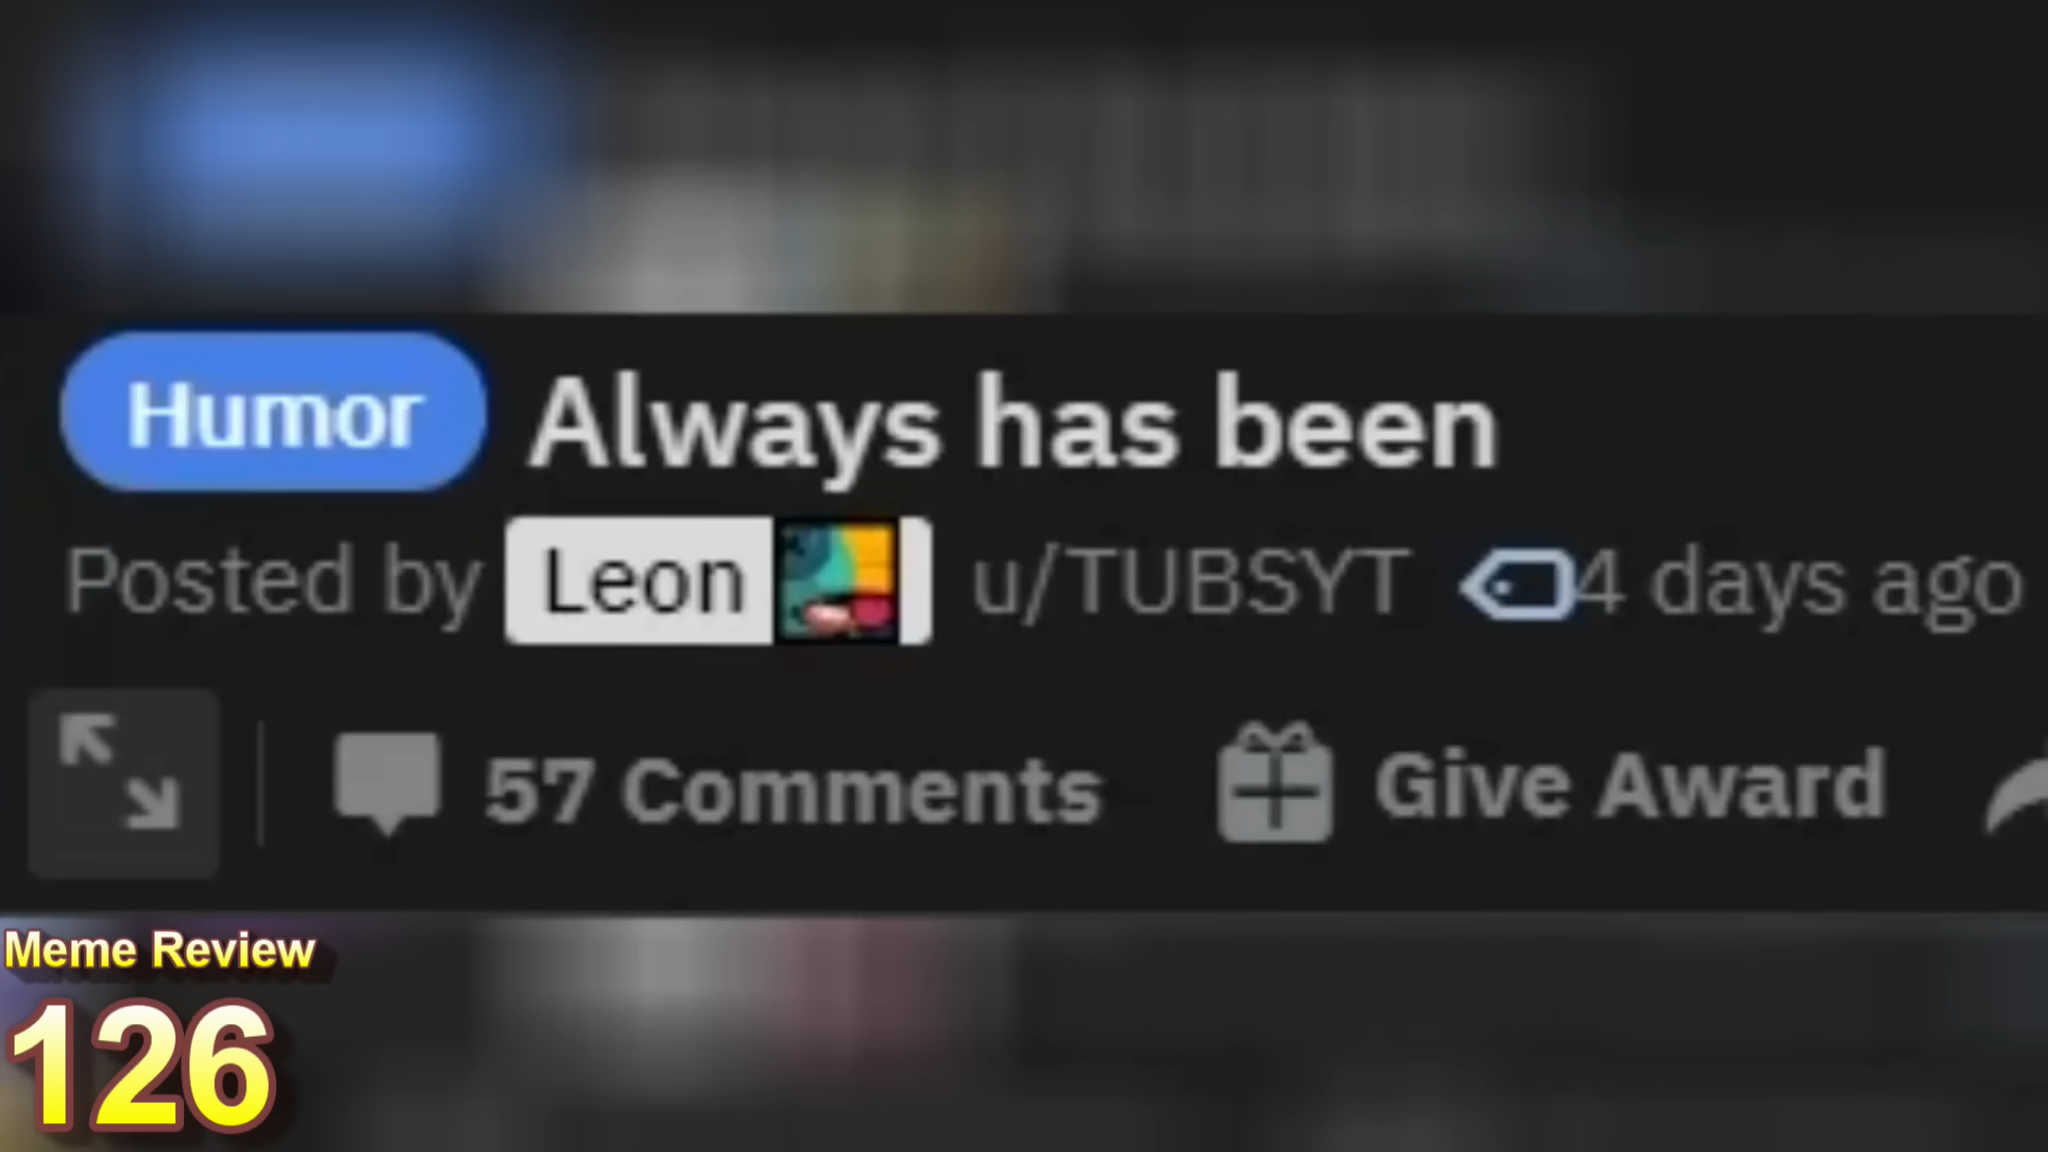 Humor Always has been
Posted by Leon u/TUBSYT 4 days ago
57 Comments Give Award
Meme Review
126